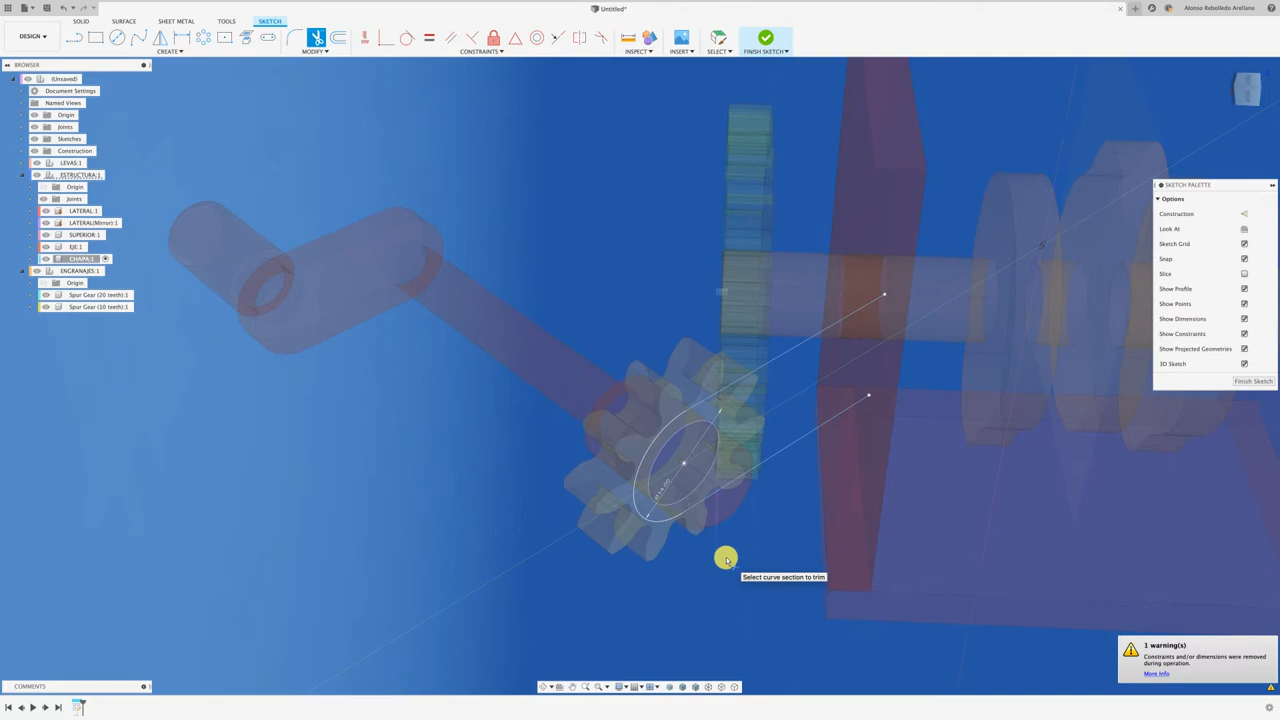 Untitled*
Alonso Rebolledo Arellano
SOLID
SURFACE
SHEET METAL
TOOLS
SKETCH
DESIGN
CREATE
MODIFY
CONSTRAINTS
INSPECT
INSERT
SELECT
FINISH SKETCH
BROWSER
(Unsaved)
Document Settings
Named Views
Origin
Joints
Sketches
Construction
LEVAS:1
ESTRUCTURA:1
Origin
Joints
LATERAL:1
LATERAL(Mirror):1
SUPERIOR:1
EJE:1
CHAPA:1
ENGRANAJES:1
Origin
Spur Gear (20 teeth):1
Spur Gear (10 teeth):1
SKETCH PALETTE
Options
Construction
Look At
Sketch Grid
Snap
Slice
Show Profile
Show Points
Show Dimensions
Show Constraints
Show Projected Geometries
3D Sketch
Finish Sketch
Select curve section to trim
1 warning(s)
Constraints and/or dimensions were removed
during operation.
More Info
COMMENTS